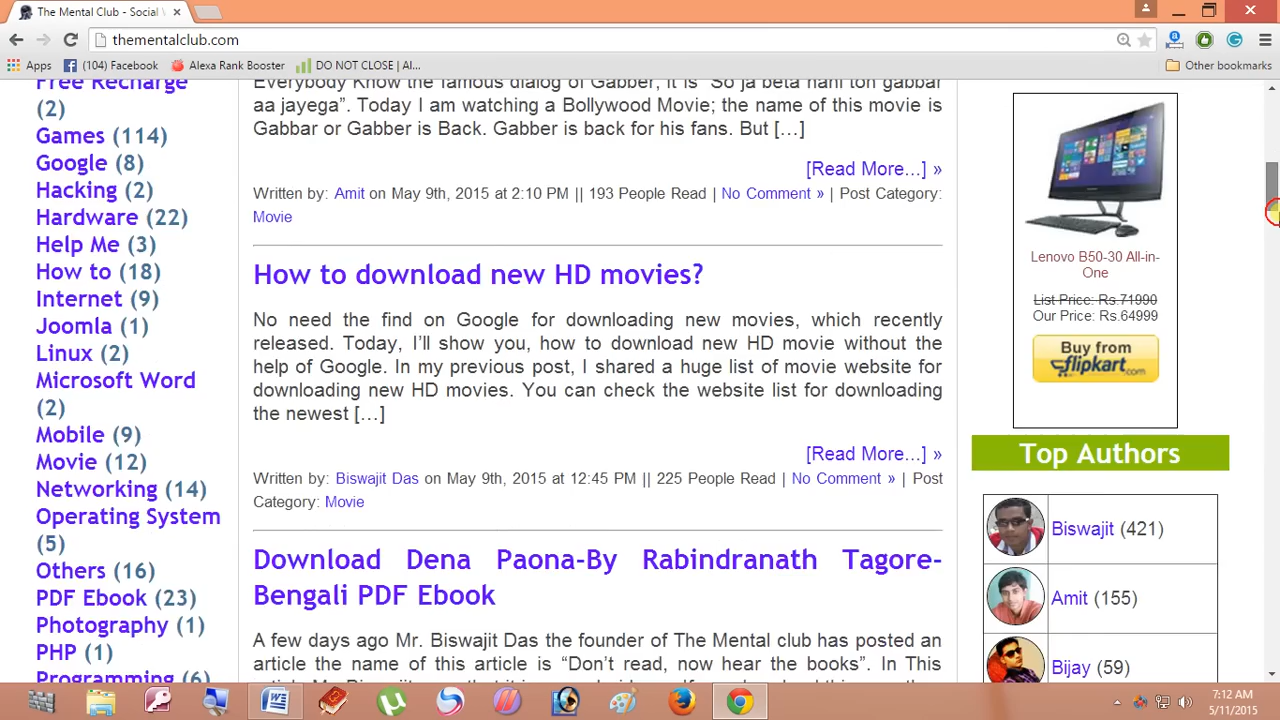 The Mental Club - Social
thementalclub.com
Apps
(104) Facebook
Alexa Rank Booster
DO NOT CLOSE | Al...
Other bookmarks
Free Recharge
(2)
Games (114)
Google (8)
Hacking (2)
Hardware (22)
Help Me (3)
How to (18)
Internet (9)
Joomla (1)
Linux (2)
Microsoft Word
(2)
Mobile (9)
Movie (12)
Networking (14)
Operating System
(5)
Others (16)
PDF Ebook (23)
Photography (1)
PHP (1)
Programming (6)
Everybody Know the famous dialog of Gabber, it is “So ja beta nahi toh gabbar
aa jayega”. Today I am watching a Bollywood Movie; the name of this movie is
Gabbar or Gabber is Back. Gabber is back for his fans. But […]
[Read More...] »
Written by: Amit on May 9th, 2015 at 2:10 PM || 193 People Read | No Comment » | Post Category:
Movie
How to download new HD movies?
No need the find on Google for downloading new movies, which recently
released. Today, I’ll show you, how to download new HD movie without the
help of Google. In my previous post, I shared a huge list of movie website for
downloading new HD movies. You can check the website list for downloading
the newest […]
[Read More...] »
Written by: Biswajit Das on May 9th, 2015 at 12:45 PM || 225 People Read | No Comment » | Post
Category: Movie
Download Dena Paona-By Rabindranath Tagore-
Bengali PDF Ebook
A few days ago Mr. Biswajit Das the founder of The Mental club has posted an
article the name of this article is “Don’t read, now hear the books”. In This
Lenovo B50-30 All-in-
One
List Price: Rs.71990
Our Price: Rs.64999
Buy from
flipkart.com
Top Authors
Biswajit (421)
Amit (155)
Bijay (59)
7:12 AM
5/11/2015